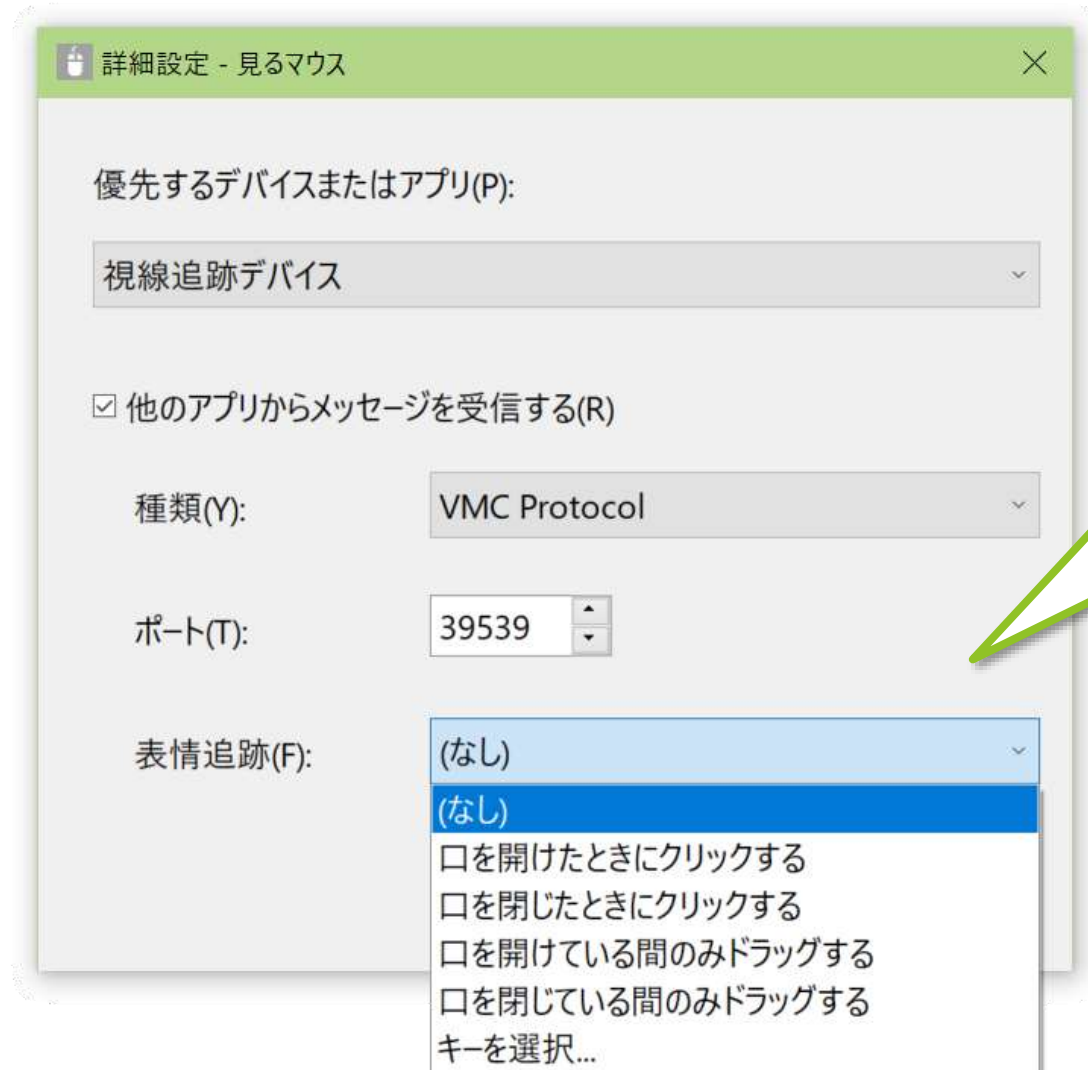 詳細設定 - 見るマウス
優先するデバイスまたはアプリ(P):
視線追跡デバイス
他のアプリからメッセージを受信する(R)
種類(Y):
VMC Protocol
ポート(T):
39539
表情追跡(F):
(なし)
(なし)
口を開けたときにクリックする
口を閉じたときにクリックする
口を開けている間のみドラッグする
口を閉じている間のみドラッグする
キーを選択...